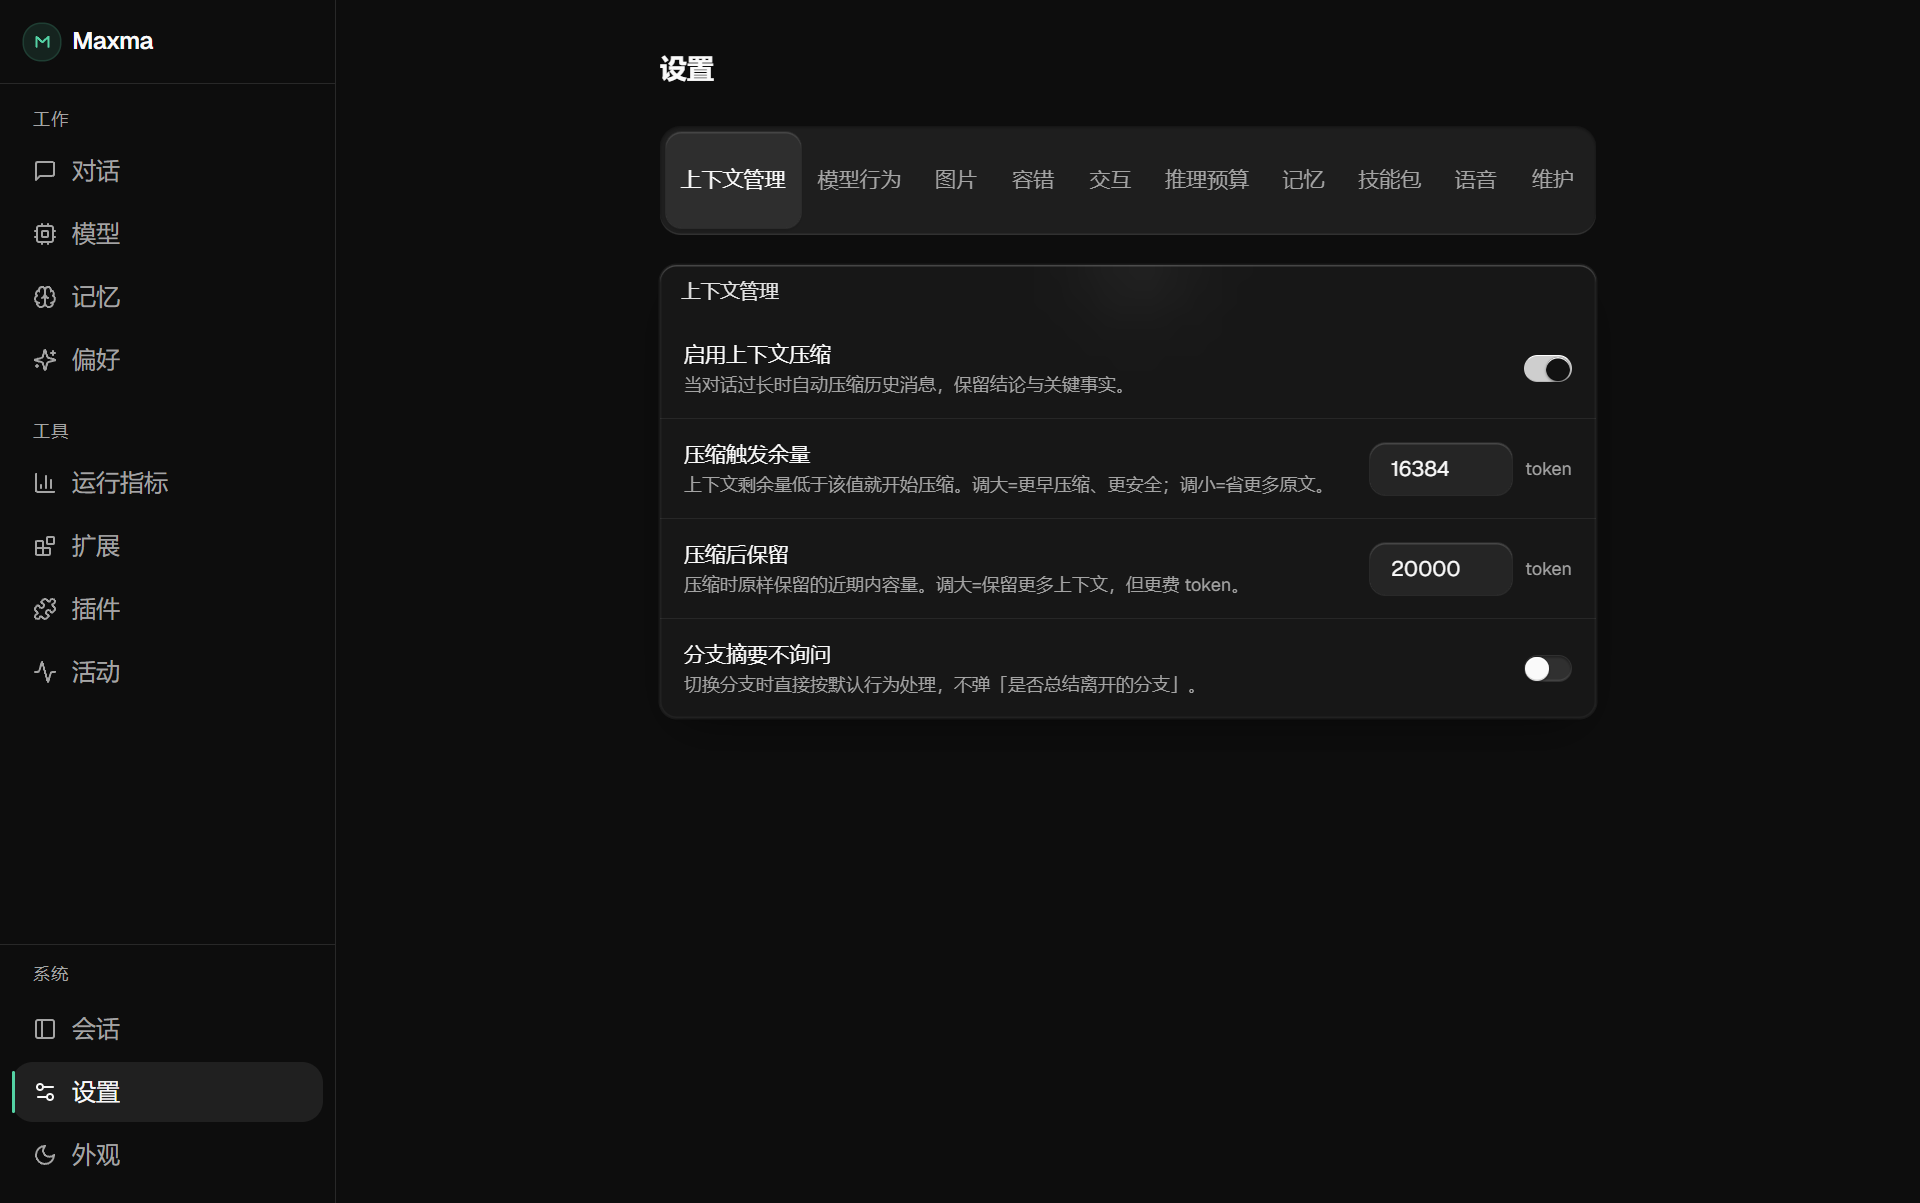 Maxma
工作
对话
模型
记忆
偏好
工具
运行指标
扩展
插件
活动
系统
会话
设置
外观
设置
上下文管理 模型行为 图片 容错 交互 推理预算 记忆 技能包 语音 维护
上下文管理
启用上下文压缩
当对话过长时自动压缩历史消息，保留结论与关键事实。
压缩触发余量
上下文剩余量低于该值就开始压缩。调大=更早压缩、更安全；调小=省更多原文。
16384 token
压缩后保留
压缩时原样保留的近期内容量。调大=保留更多上下文，但更费 token。
20000 token
分支摘要不询问
切换分支时直接按默认行为处理，不弹「是否总结离开的分支」。